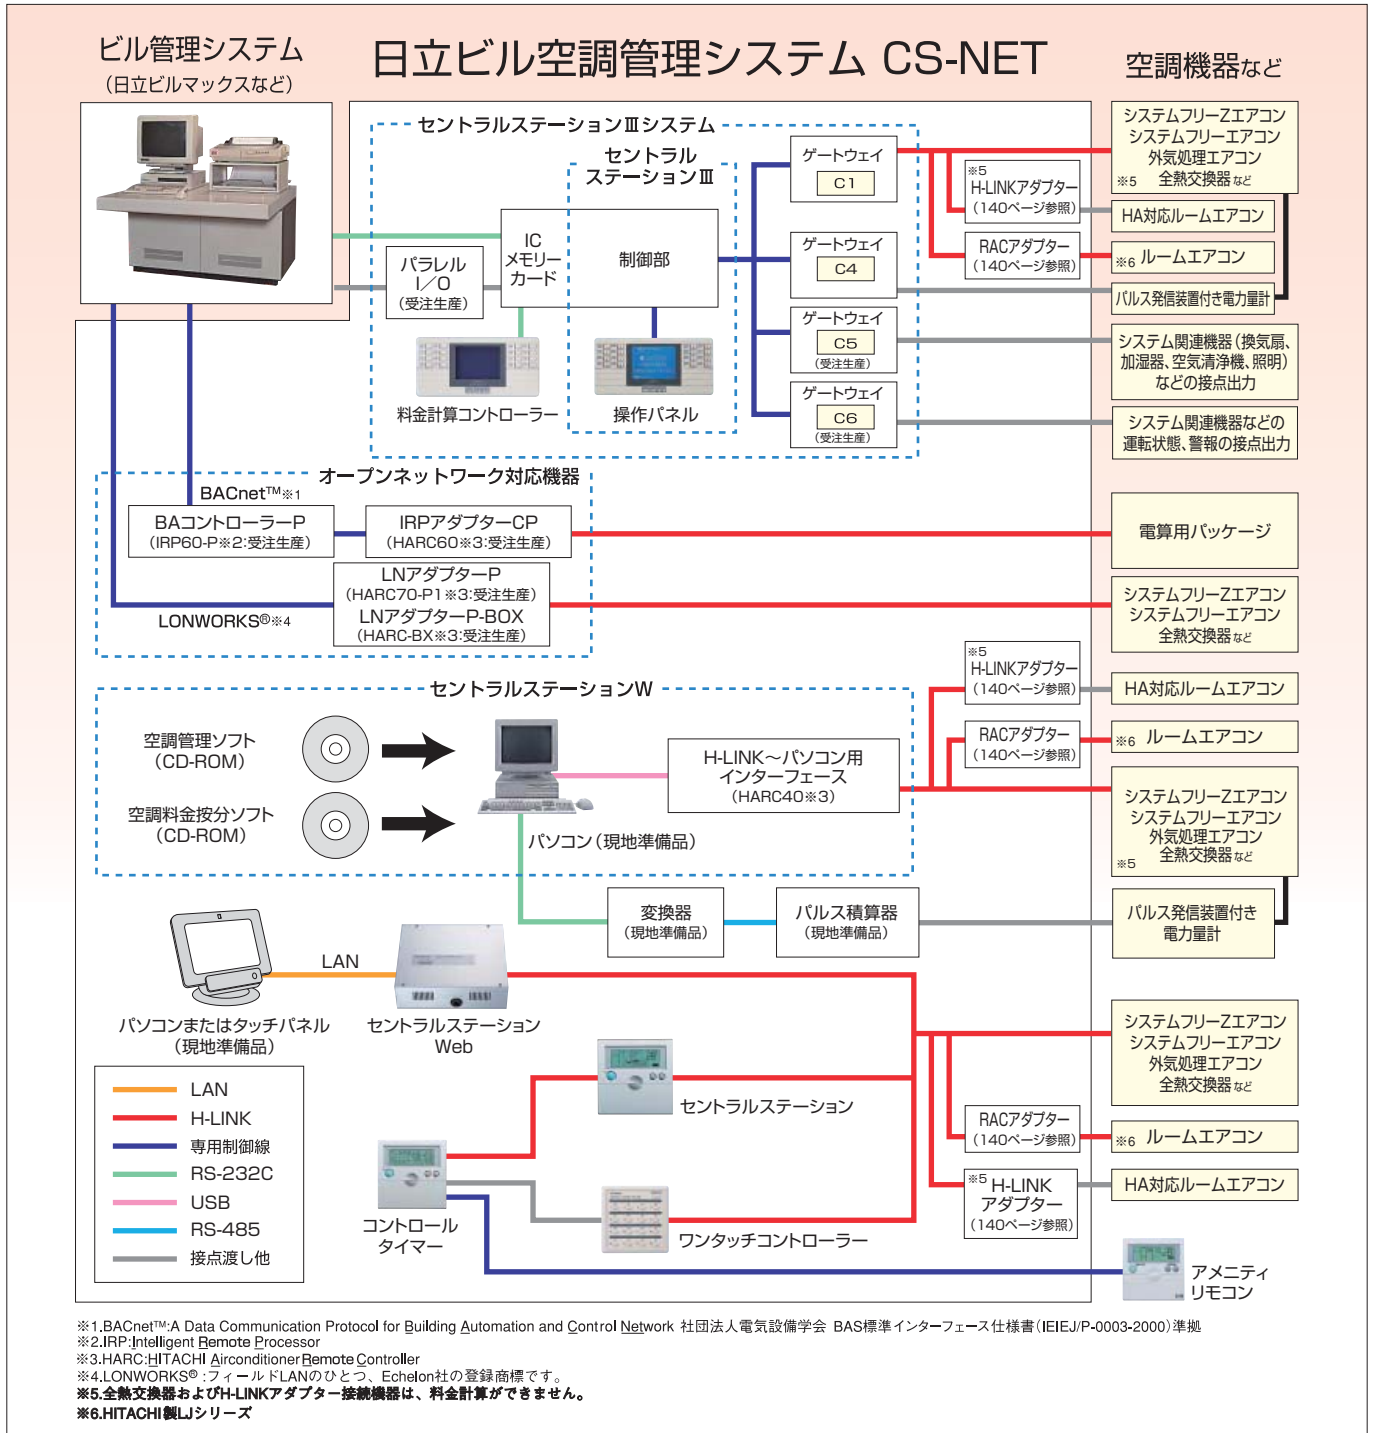 ビル管理システム
(日立ビルマックスなど)
日立ビル空調管理システム CS-NET
空調機器など
セントラルステーションⅢシステム
セントラル
ステーションⅢ
IC
メモリー
カード
制御部
パラレル
I/O
(受注生産)
料金計算コントローラー
操作パネル
ゲートウェイ
C1
ゲートウェイ
C4
ゲートウェイ
C5
(受注生産)
ゲートウェイ
C6
(受注生産)
※5
H-LINKアダプター
(140ページ参照)
RACアダプター
(140ページ参照)
システムフリーZエアコン
システムフリーエアコン
外気処理エアコン
※5 全熱交換器など
HA対応ルームエアコン
※6 ルームエアコン
パルス発信装置付き電力量計
システム関連機器(換気扇、
加湿器、空気清浄機、照明)
などの接点出力
システム関連機器などの
運転状態、警報の接点出力
オープンネットワーク対応機器
BACnet™※1
BAコントローラーP
(IRP60-P※2:受注生産)
IRPアダプターCP
(HARC60※3:受注生産)
電算用パッケージ
LNアダプターP
(HARC70-P1※3:受注生産)
LNアダプターP-BOX
(HARC-BX※3:受注生産)
LONWORKS®※4
システムフリーZエアコン
システムフリーエアコン
全熱交換器など
セントラルステーションW
空調管理ソフト
(CD-ROM)
空調料金按分ソフト
(CD-ROM)
パソコン(現地準備品)
H-LINK～パソコン用
インターフェース
(HARC40※3)
※5
H-LINKアダプター
(140ページ参照)
RACアダプター
(140ページ参照)
HA対応ルームエアコン
※6 ルームエアコン
システムフリーZエアコン
システムフリーエアコン
外気処理エアコン
※5 全熱交換器など
変換器
(現地準備品)
パルス積算器
(現地準備品)
パルス発信装置付き
電力量計
LAN
パソコンまたはタッチパネル
(現地準備品)
セントラルステーション
Web
システムフリーZエアコン
システムフリーエアコン
外気処理エアコン
全熱交換器など
セントラルステーション
RACアダプター
(140ページ参照)
※6 ルームエアコン
※5 H-LINK
アダプター
(140ページ参照)
HA対応ルームエアコン
LAN
H-LINK
専用制御線
RS-232C
USB
RS-485
接点渡し他
コントロール
タイマー
ワンタッチコントローラー
アメニティ
リモコン
※1.BACnet™:A Data Communication Protocol for Building Automation and Control Network 社団法人電気設備学会 BAS標準インターフェース仕様書(IEIEJ/P-0003-2000)準拠
※2.IRP:Intelligent Remote Processor
※3.HARC:HITACHI Airconditioner Remote Controller
※4.LONWORKS® :フィールドLANのひとつ、Echelon社の登録商標です。
※5.全熱交換器およびH-LINKアダプター接続機器は、料金計算ができません。
※6.HITACHI製LJシリーズ